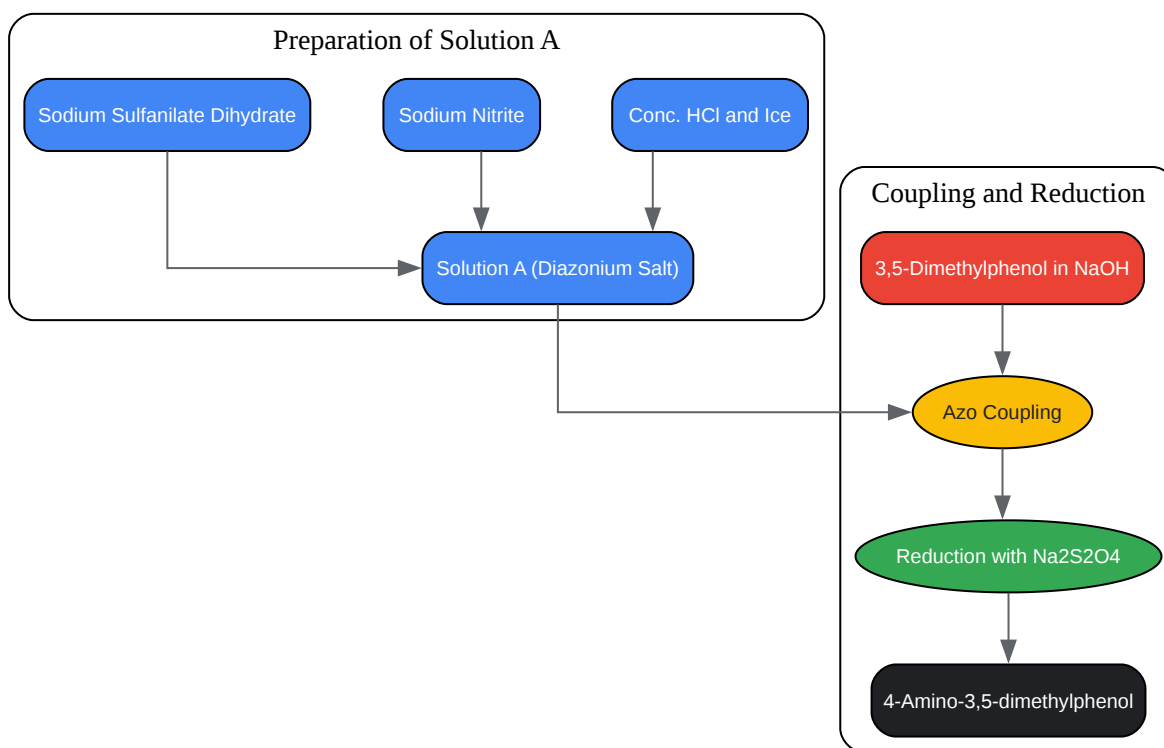 Preparation of Solution A
Sodium Sulfanilate Dihydrate
Sodium Nitrite
Conc. HCl and Ice
Solution A (Diazonium Salt)
Coupling and Reduction
3,5-Dimethylphenol in NaOH
Azo Coupling
Reduction with Na2S2O4
4-Amino-3,5-dimethylphenol